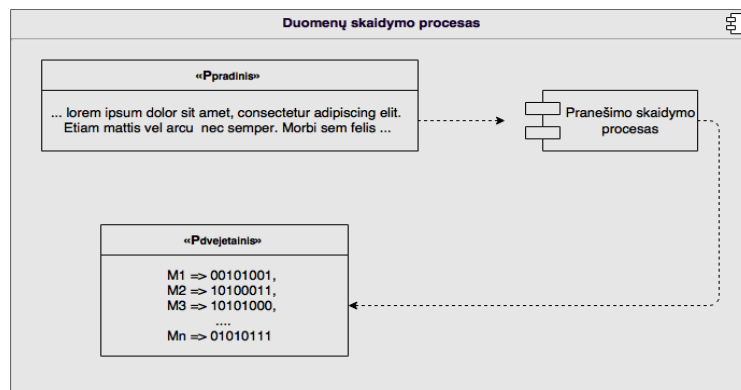 Duomenų skaidymo procesas
«Ppradinis»
... lorem ipsum dolor sit amet, consectetur adipiscing elit.
Etiam mattis vel arcu nec semper. Morbi sem felis ...
Pranešimo skaidymo
procesas
«Pdvejetainis»
M1 => 00101001,
M2 => 10100011,
M3 => 10101000,
....
Mn => 01010111